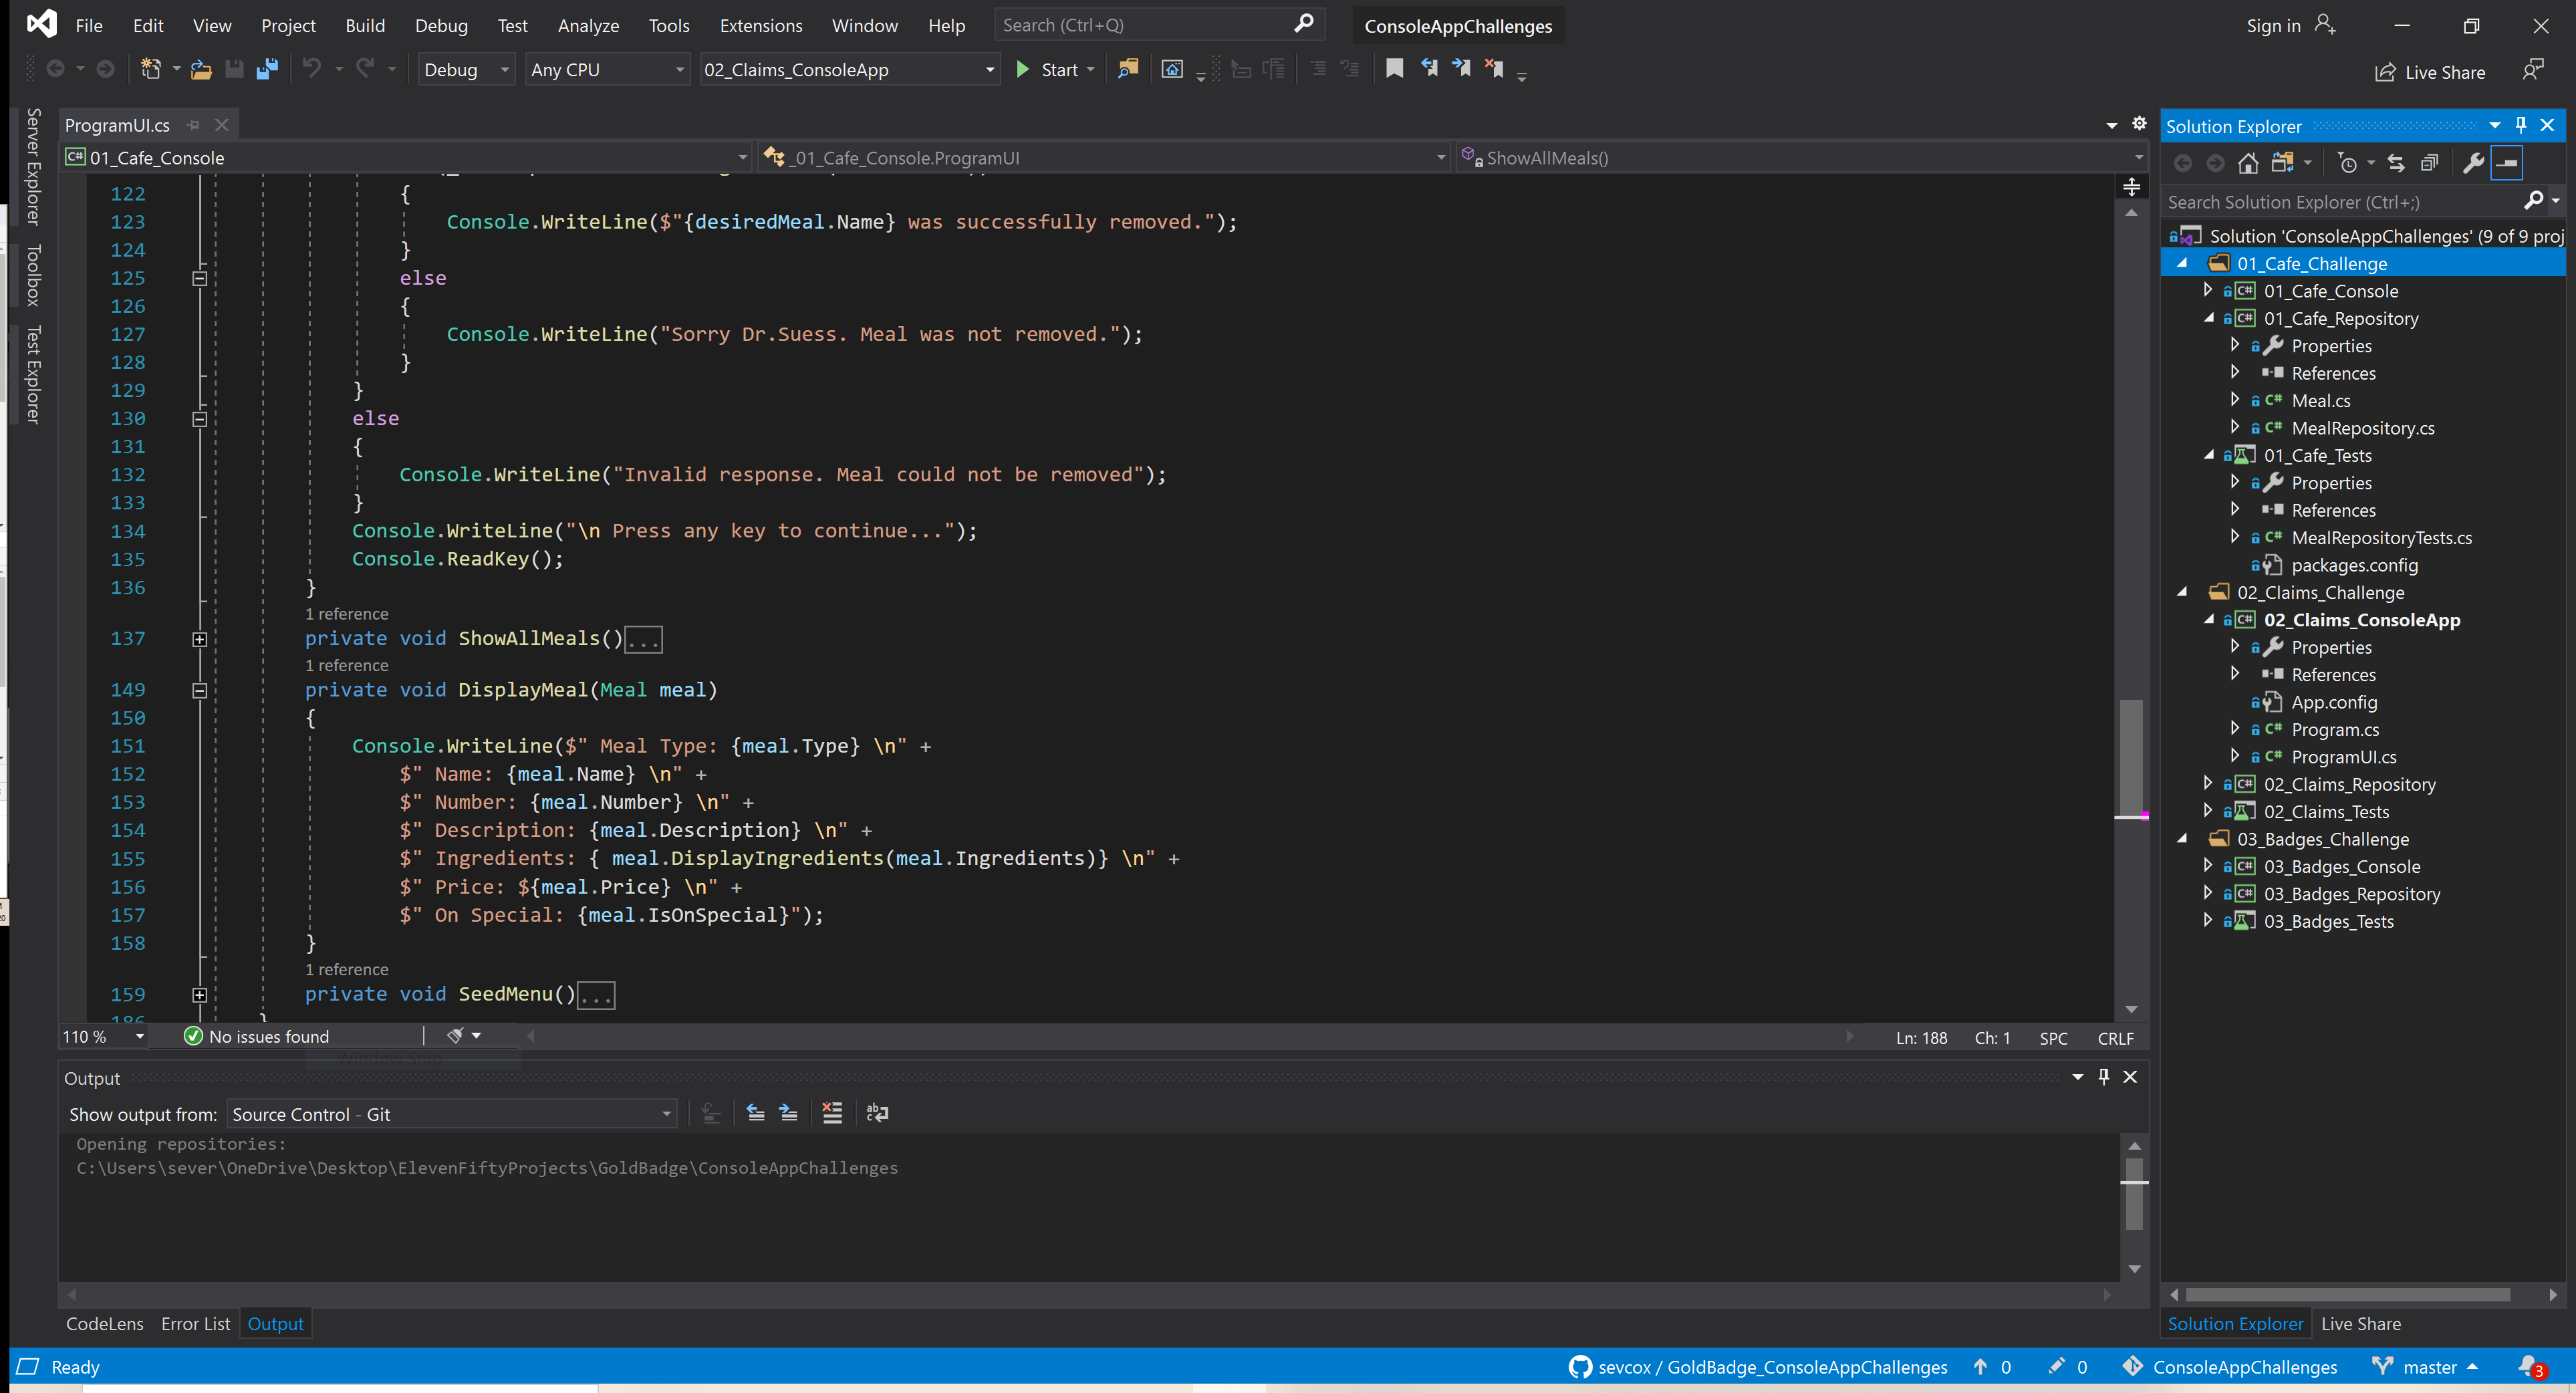 File Edit View Project Build Debug Test Analyze Tools Extensions Window Help Search (Ctrl+Q) ConsoleAppChallenges Sign in
Debug Any CPU 02_Claims_ConsoleApp Start Live Share
Server Explorer
Toolbox
Test Explorer
ProgramUI.cs
C# 01_Cafe_Console _01_Cafe_Console.ProgramUI ShowAllMeals()
122 {
123 Console.WriteLine($"{desiredMeal.Name} was successfully removed.");
124 }
125 else
126 {
127 Console.WriteLine("Sorry Dr.Suess. Meal was not removed.");
128 }
129 }
130 else
131 {
132 Console.WriteLine("Invalid response. Meal could not be removed");
133 }
134 Console.WriteLine("\n Press any key to continue...");
135 Console.ReadKey();
136 }
1 reference
137 private void ShowAllMeals()...
1 reference
149 private void DisplayMeal(Meal meal)
150 {
151 Console.WriteLine($" Meal Type: {meal.Type} \n" +
152 $" Name: {meal.Name} \n" +
153 $" Number: {meal.Number} \n" +
154 $" Description: {meal.Description} \n" +
155 $" Ingredients: { meal.DisplayIngredients(meal.Ingredients)} \n" +
156 $" Price: ${meal.Price} \n" +
157 $" On Special: {meal.IsOnSpecial}");
158 }
1 reference
159 private void SeedMenu()...
186 }
110 % No issues found Ln: 188 Ch: 1 SPC CRLF
Window Snip
Output
Show output from: Source Control - Git
Opening repositories:
C:\Users\sever\OneDrive\Desktop\ElevenFiftyProjects\GoldBadge\ConsoleAppChallenges
CodeLens Error List Output
Solution Explorer
Search Solution Explorer (Ctrl+;)
Solution 'ConsoleAppChallenges' (9 of 9 proj
01_Cafe_Challenge
C# 01_Cafe_Console
C# 01_Cafe_Repository
Properties
References
C# Meal.cs
C# MealRepository.cs
01_Cafe_Tests
Properties
References
C# MealRepositoryTests.cs
packages.config
02_Claims_Challenge
C# 02_Claims_ConsoleApp
Properties
References
App.config
C# Program.cs
C# ProgramUI.cs
C# 02_Claims_Repository
02_Claims_Tests
03_Badges_Challenge
C# 03_Badges_Console
C# 03_Badges_Repository
03_Badges_Tests
Solution Explorer Live Share
Ready sevcox / GoldBadge_ConsoleAppChallenges 0 0 ConsoleAppChallenges master 3